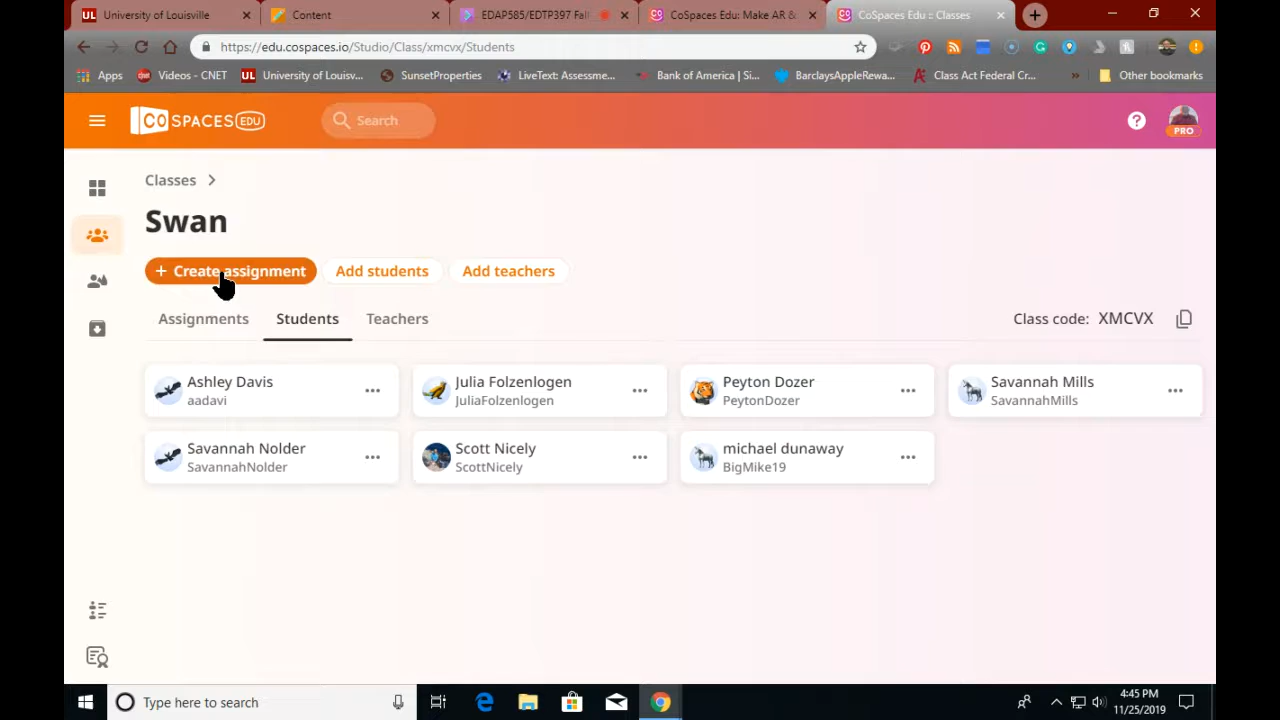 University of Louisville
Content
EDAP585/EDTP397 Fall
CoSpaces Edu: Make AR &
CoSpaces Edu :: Classes
https://edu.cospaces.io/Studio/Class/xmcvx/Students
Apps
Videos - CNET
University of Louisv...
SunsetProperties
LiveText: Assessme...
Bank of America | Si...
BarclaysAppleRewa...
Class Act Federal Cr...
»
Other bookmarks
CO SPACES EDU
Search
PRO
Classes >
Swan
+ Create assignment
Add students
Add teachers
Assignments
Students
Teachers
Class code: XMCVX
Ashley Davis
aadavi
Julia Folzenlogen
JuliaFolzenlogen
Peyton Dozer
PeytonDozer
Savannah Mills
SavannahMills
Savannah Nolder
SavannahNolder
Scott Nicely
ScottNicely
michael dunaway
BigMike19
Type here to search
4:45 PM
11/25/2019